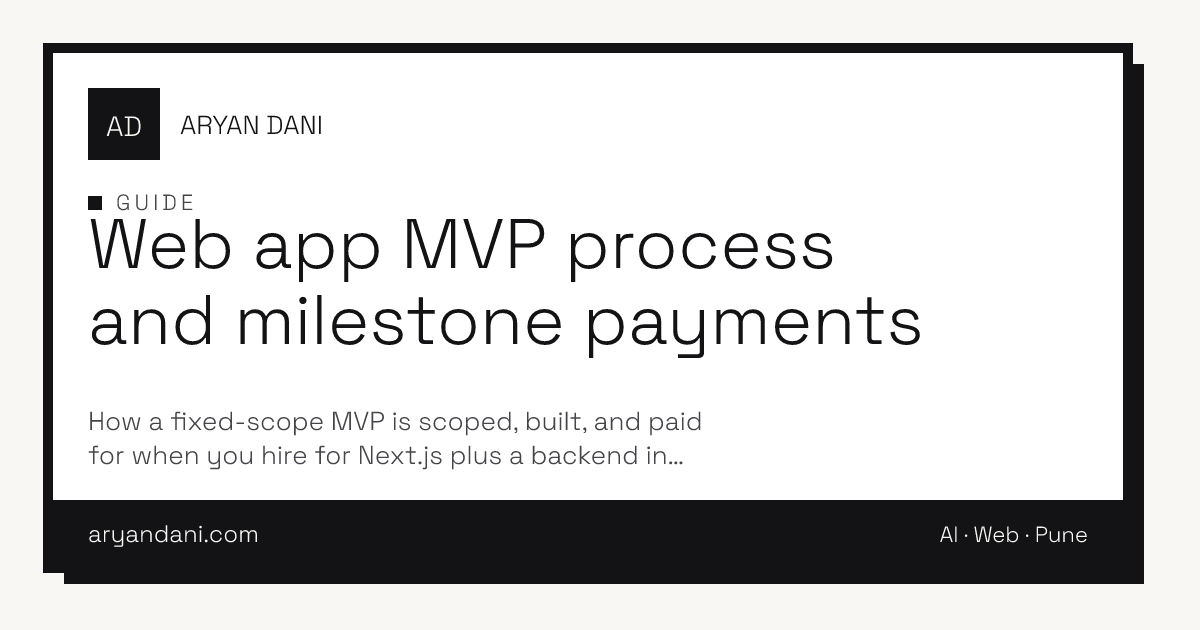 AD
ARYAN DANI
GUIDE
Web app MVP process
and milestone payments
How a fixed-scope MVP is scoped, built, and paid
for when you hire for Next.js plus a backend in…
aryandani.com
AI · Web · Pune